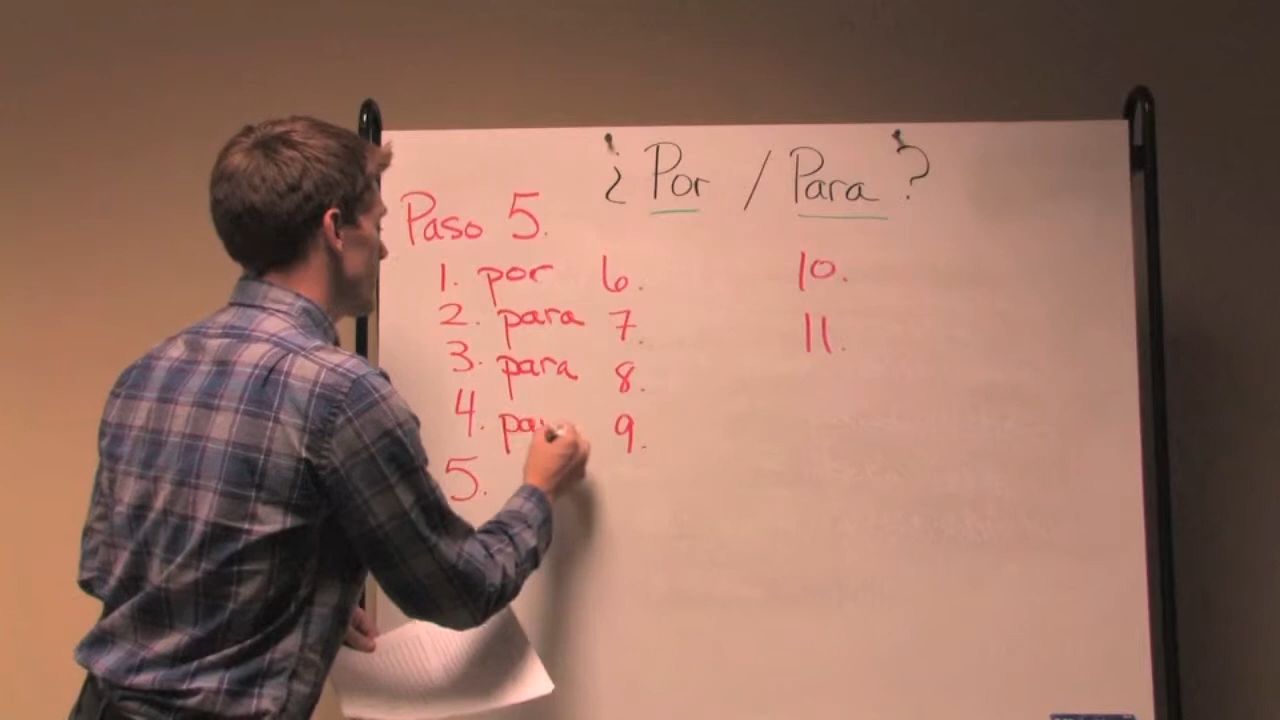 ¿ Por / Para ?
Paso 5.
1. por 6. 10.
2. para 7. 11.
3. para 8.
4. 9.
5.